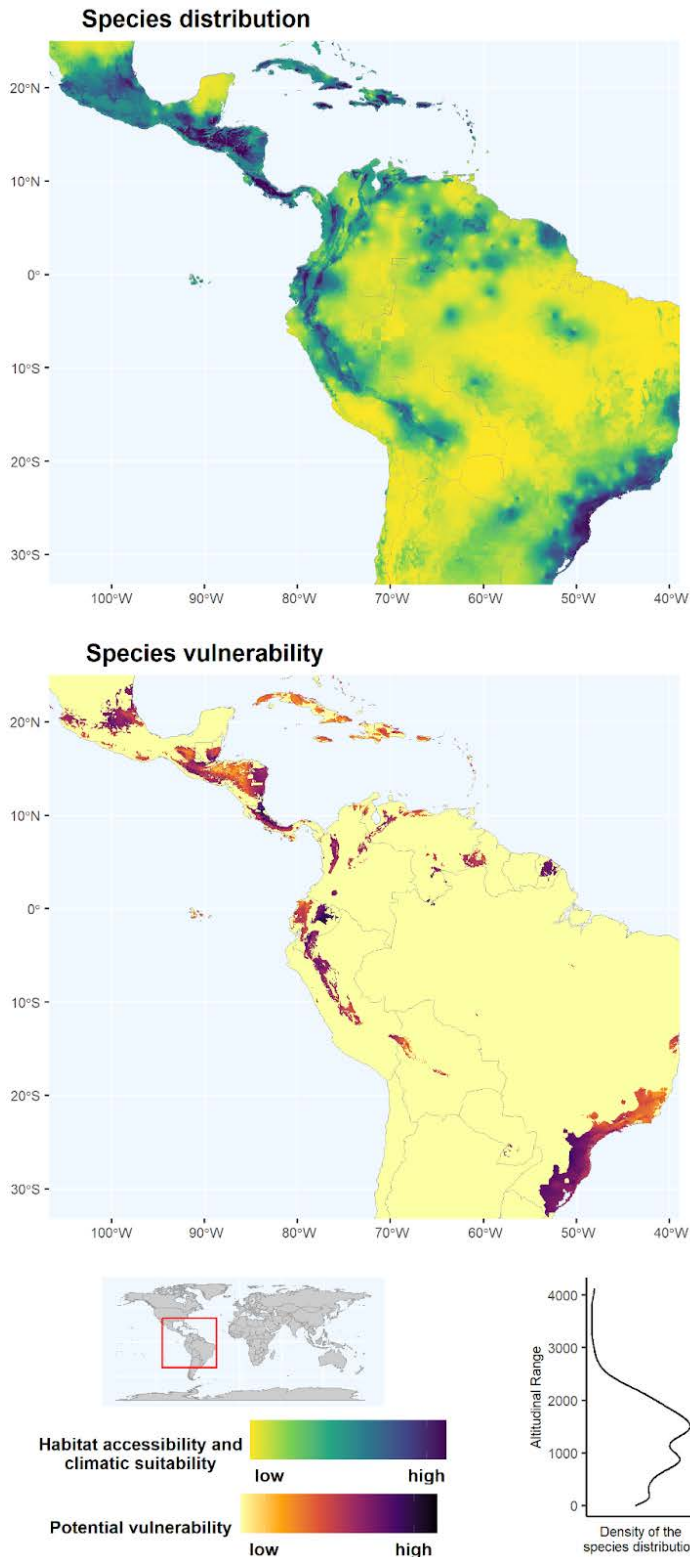 Species distribution
20°N
10°N
0°
10°S
20°S
30°S
100°W 90°W 80°W 70°W 60°W 50°W 40°W
Species vulnerability
20°N
10°N
0°
10°S
20°S
30°S
100°W 90°W 80°W 70°W 60°W 50°W 40°W
Habitat accessibility and
climatic suitability
low high
Potential vulnerability
low high
Altitudinal Range
4000
3000
2000
1000
0
Density of the
species distributio